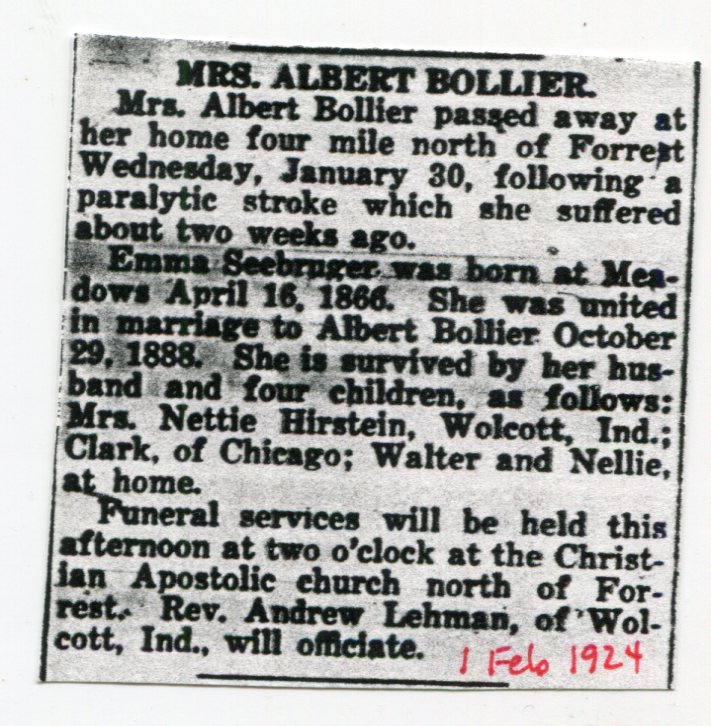 MRS. ALBERT BOLLIER.
Mrs. Albert Bollier passed away at
her home four mile north of Forrest
Wednesday, January 30, following a
paralytic stroke which she suffered
about two weeks ago.
Emma Seebruger was born at Mea-
dows April 16, 1866. She was united
in marriage to Albert Bollier October
29, 1888. She is survived by her hus-
band and four children, as follows:
Mrs. Nettie Hirstein, Wolcott, Ind.;
Clark, of Chicago; Walter and Nellie,
at home.
Funeral services will be held this
afternoon at two o'clock at the Christ-
ian Apostolic church north of For-
rest. Rev. Andrew Lehman, of Wol-
cott, Ind., will officiate.
1 Feb 1924